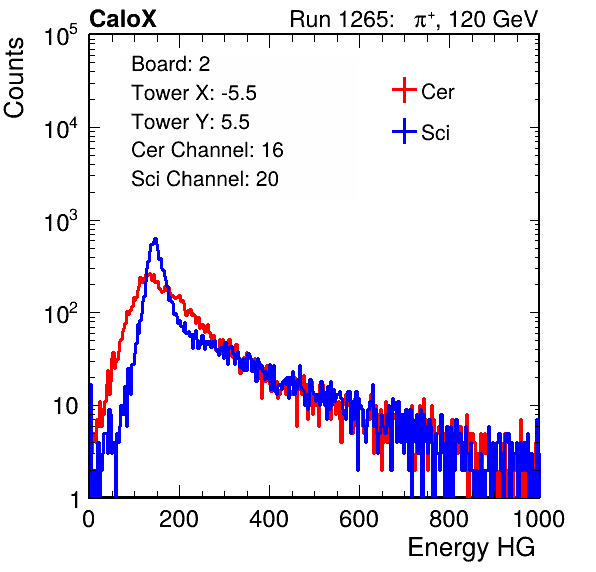 CaloX Run 1265: π⁺, 120 GeV
Counts
10⁵
10⁴
10³
10²
10
1
Board: 2
Tower X: -5.5
Tower Y: 5.5
Cer Channel: 16
Sci Channel: 20
Cer
Sci
0 200 400 600 800 1000
Energy HG